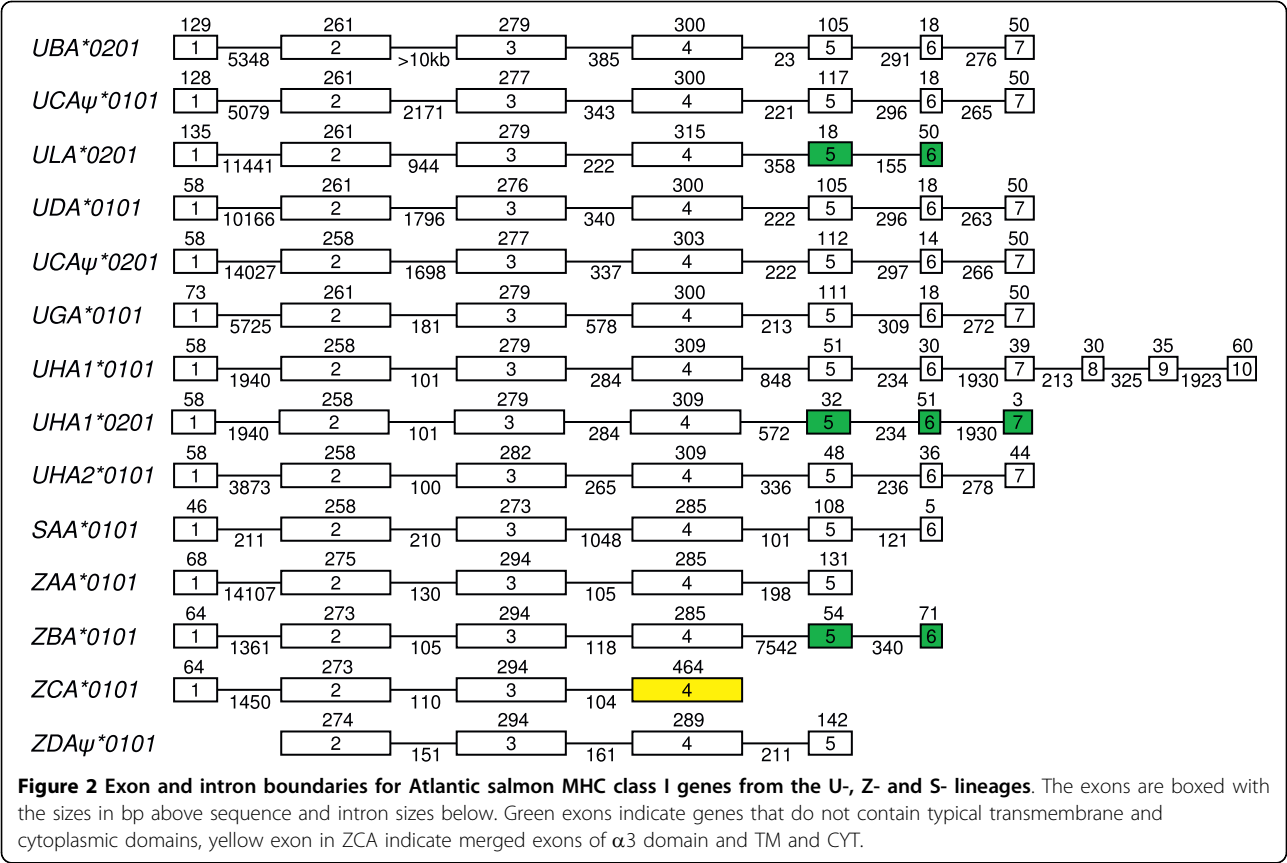 129 261 279 300 105 18 50
UBA*0201 1 2 3 4 5 6 7
5348 >10kb 385 23 291 276
128 261 277 300 117 18 50
UCAψ*0101 1 2 3 4 5 6 7
5079 2171 343 221 296 265
135 261 279 315 18 50
ULA*0201 1 2 3 4 5 6
11441 944 222 358 155
58 261 276 300 105 18 50
UDA*0101 1 2 3 4 5 6 7
10166 1796 340 222 296 263
58 258 277 303 112 14 50
UCAψ*0201 1 2 3 4 5 6 7
14027 1698 337 222 297 266
73 261 279 300 111 18 50
UGA*0101 1 2 3 4 5 6 7
5725 181 578 213 309 272
58 258 279 309 51 30 39 30 35 60
UHA1*0101 1 2 3 4 5 6 7 8 9 10
1940 101 284 848 234 1930 213 325 1923
58 258 279 309 32 51 3
UHA1*0201 1 2 3 4 5 6 7
1940 101 284 572 234 1930
58 258 282 309 48 36 44
UHA2*0101 1 2 3 4 5 6 7
3873 100 265 336 236 278
46 258 273 285 108 5
SAA*0101 1 2 3 4 5 6
211 210 1048 101 121
68 275 294 285 131
ZAA*0101 1 2 3 4 5
14107 130 105 198
64 273 294 285 54 71
ZBA*0101 1 2 3 4 5 6
1361 105 118 7542 340
64 273 294 464
ZCA*0101 1 2 3 4
1450 110 104
274 294 289 142
ZDAψ*0101 2 3 4 5
151 161 211
Figure 2 Exon and intron boundaries for Atlantic salmon MHC class I genes from the U-, Z- and S- lineages. The exons are boxed with
the sizes in bp above sequence and intron sizes below. Green exons indicate genes that do not contain typical transmembrane and
cytoplasmic domains, yellow exon in ZCA indicate merged exons of α3 domain and TM and CYT.